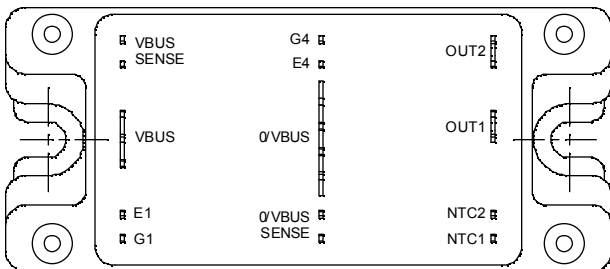 VBUS
SENSE
G4
E4
OUT2
VBUS
0/VBUS
OUT1
E1
G1
0/VBUS
SENSE
NTC2
NTC1